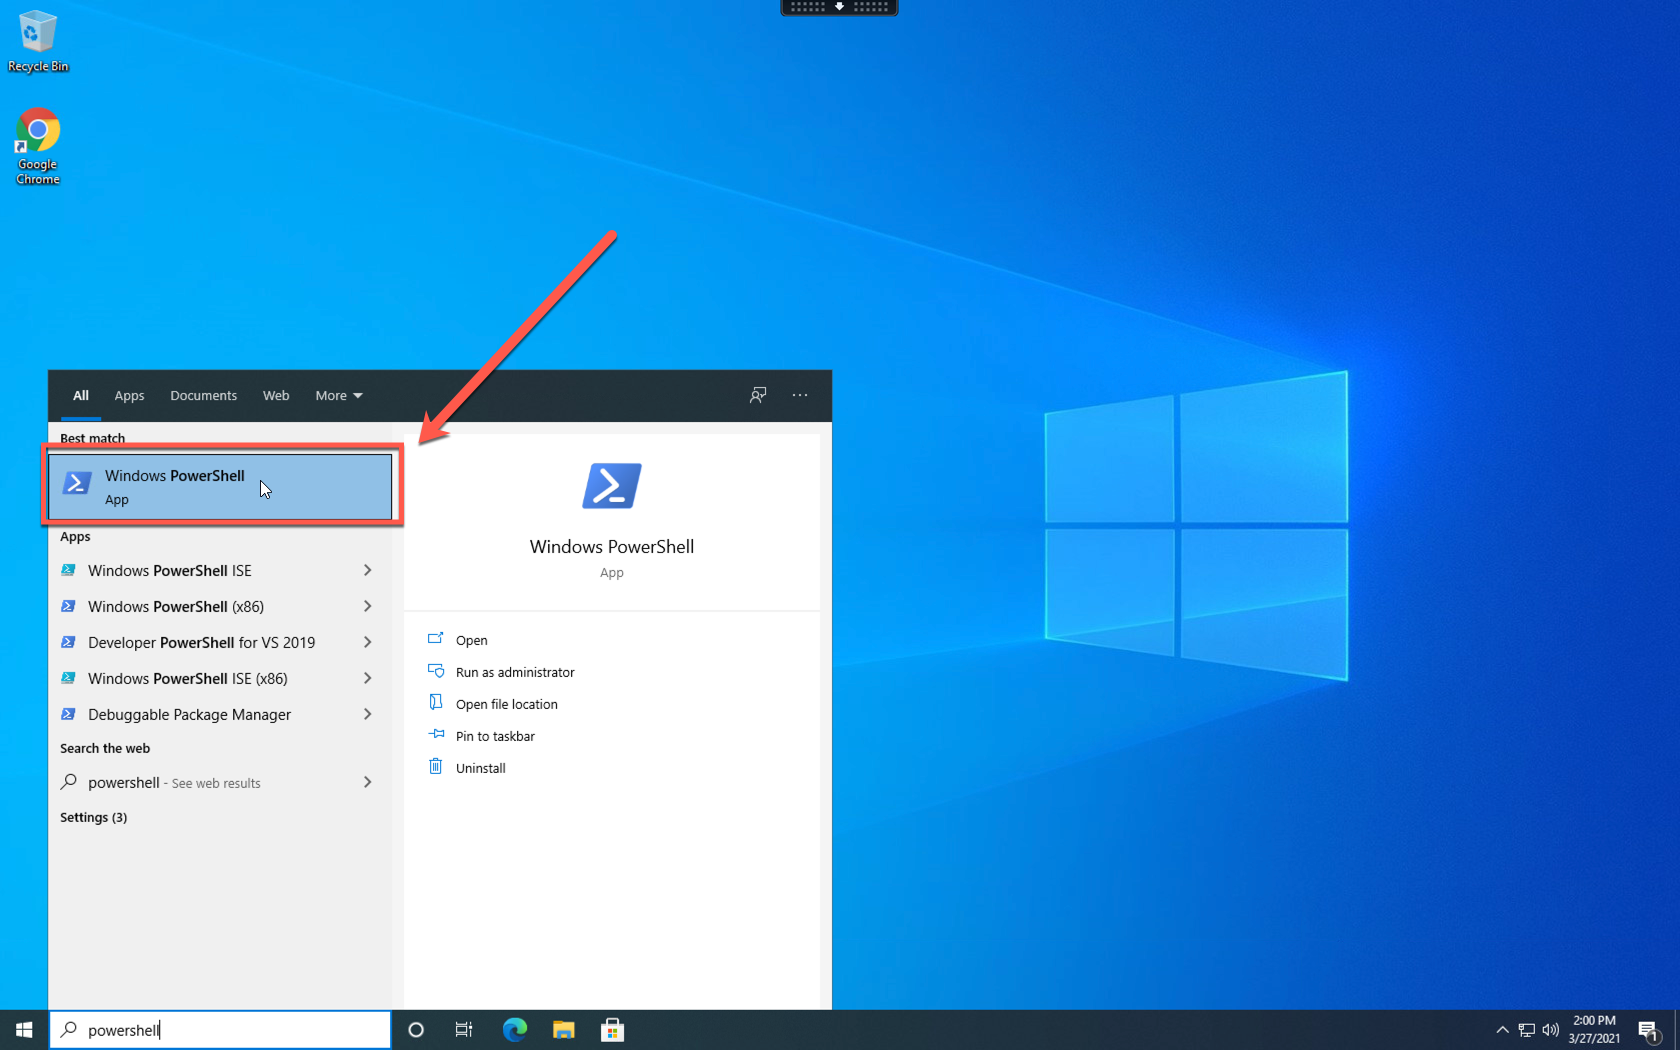 Recycle Bin
Google
Chrome
All Apps Documents Web More
Best match
Windows PowerShell
App
Apps
Windows PowerShell ISE
Windows PowerShell (x86)
Developer PowerShell for VS 2019
Windows PowerShell ISE (x86)
Debuggable Package Manager
Search the web
powershell - See web results
Settings (3)
Windows PowerShell
App
Open
Run as administrator
Open file location
Pin to taskbar
Uninstall
powershell
2:00 PM
3/27/2021
1